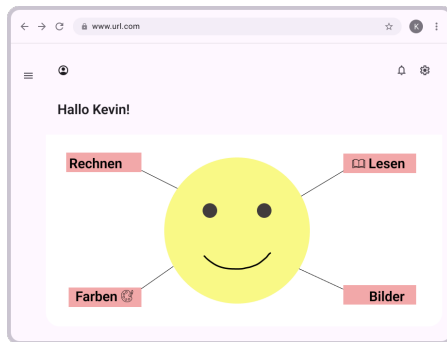 www.url.com
K
Hallo Kevin!
Rechnen
Lesen
Farben
Bilder